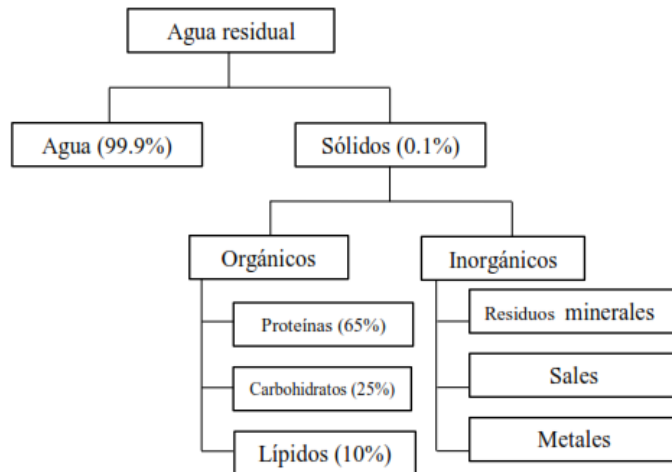 Agua residual
Agua (99.9%)
Sólidos (0.1%)
Orgánicos
Inorgánicos
Proteínas (65%)
Carbohidratos (25%)
Lípidos (10%)
Residuos minerales
Sales
Metales